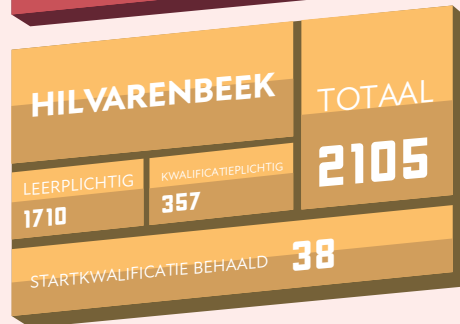 HILVARENBEEK
TOTAAL
2105
LEERPLICHTIG
1710
KWALIFICATIEPLICHTIG
357
STARTKWALIFICATIE BEHAALD 38